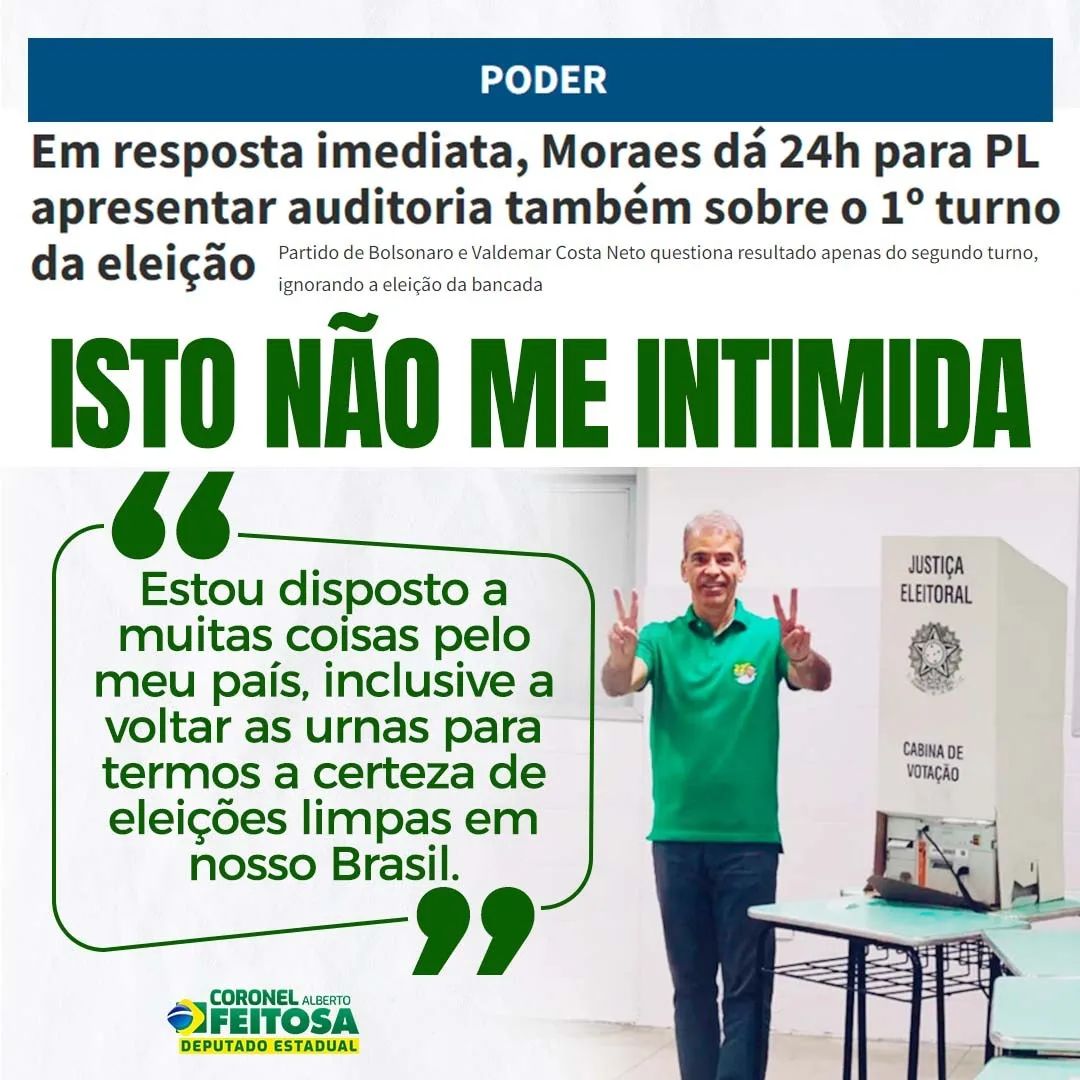 PODER
Em resposta imediata, Moraes dá 24h para PL
apresentar auditoria também sobre o 1º turno
da eleição
Partido de Bolsonaro e Valdemar Costa Neto questiona resultado apenas do segundo turno,
ignorando a eleição da bancada
ISTO NÃO ME INTIMIDA
“
Estou disposto a
muitas coisas pelo
meu país, inclusive a
voltar as urnas para
termos a certeza de
eleições limpas em
nosso Brasil.
”
JUSTIÇA
ELEITORAL
CABINA DE
VOTAÇÃO
CORONEL ALBERTO
FEITOSA
DEPUTADO ESTADUAL